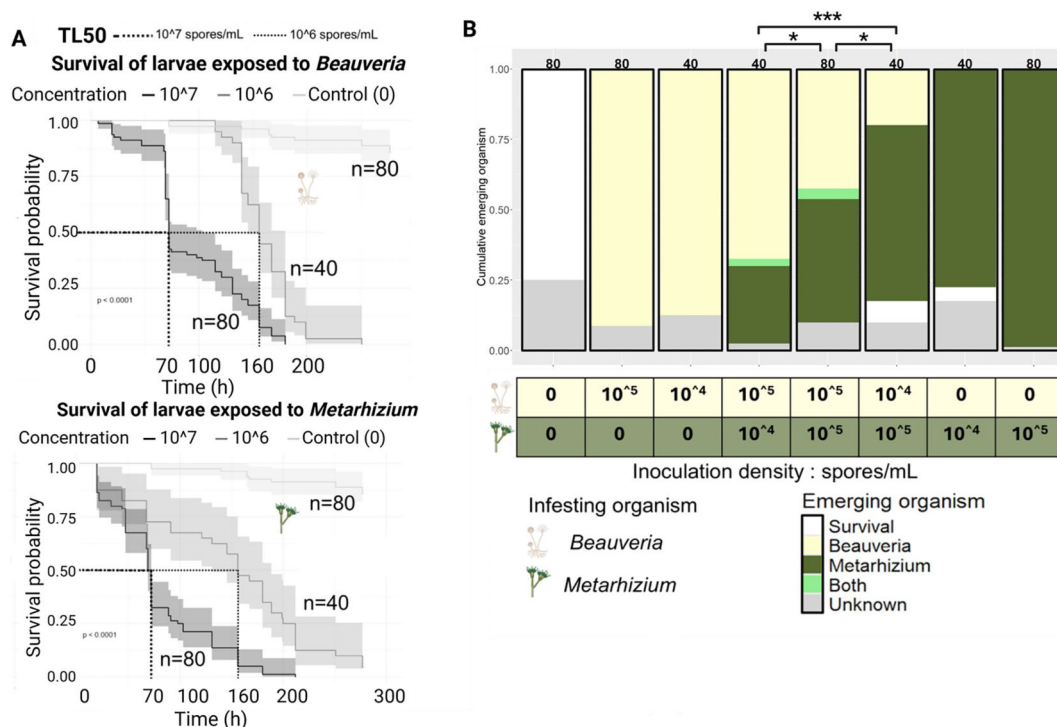 A
TL50 10^7 spores/mL 10^6 spores/mL
Survival of larvae exposed to Beauveria
Concentration 10^7 10^6 Control (0)
1.00
0.75
0.50
0.25
0.00
Survival probability
n=80
n=40
n=80
p < 0.0001
0 70 100 160 200
Time (h)
Survival of larvae exposed to Metarhizium
Concentration 10^7 10^6 Control (0)
1.00
0.75
0.50
0.25
0.00
Survival probability
n=80
n=40
n=80
p < 0.0001
0 70 100 160 200 300
Time (h)
B
***
* *
80 80 40 40 80 40 40 80
1.00
0.75
0.50
0.25
0.00
Cumulative emerging organism
0 10^5 10^4 10^5 10^5 10^4 0 0
0 0 0 10^4 10^5 10^5 10^4 10^5
Inoculation density : spores/mL
Infesting organism
Beauveria
Metarhizium
Emerging organism
Survival
Beauveria
Metarhizium
Both
Unknown